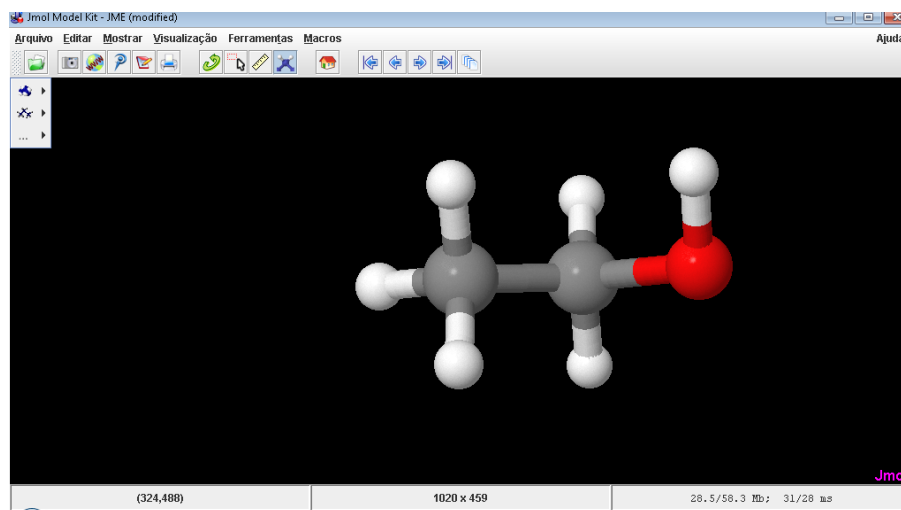 Jmol Model Kit - JME (modified)
Arquivo Editar Mostrar Visualização Ferramentas Macros Ajuda
...
Jmo
(324,488) 1020 x 459 28.5/58.3 Mb; 31/28 ms